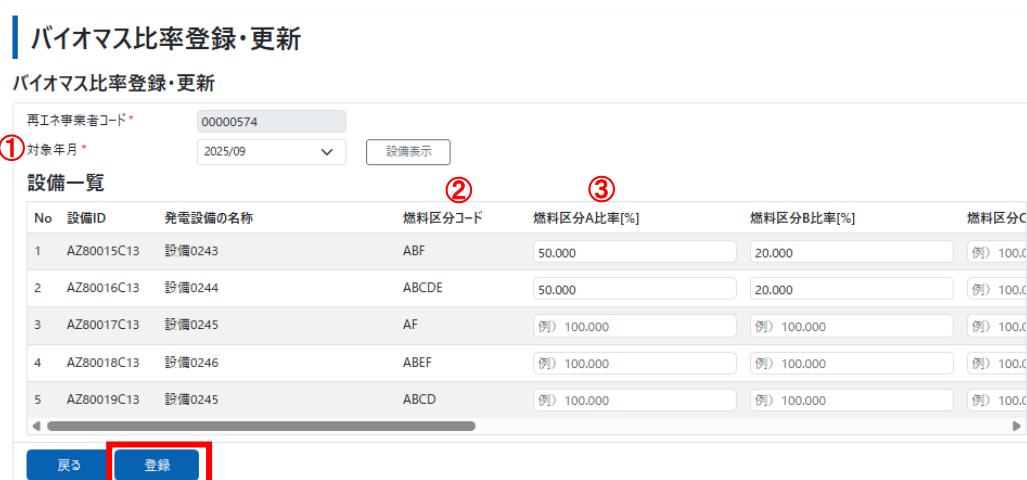 バイオマス比率登録・更新
バイオマス比率登録・更新
再エネ事業者コード* 00000574
① 対象年月* 2025/09 設備表示
設備一覧
② ③
No 設備ID 発電設備の名称 燃料区分コード 燃料区分A比率[%] 燃料区分B比率[%] 燃料区分C
1 AZ80015C13 設備0243 ABF 50.000 20.000 例）100.0
2 AZ80016C13 設備0244 ABCDE 50.000 20.000 例）100.0
3 AZ80017C13 設備0245 AF 例）100.000 例）100.000 例）100.0
4 AZ80018C13 設備0246 ABEF 例）100.000 例）100.000 例）100.0
5 AZ80019C13 設備0245 ABCD 例）100.000 例）100.000 例）100.0
戻る 登録